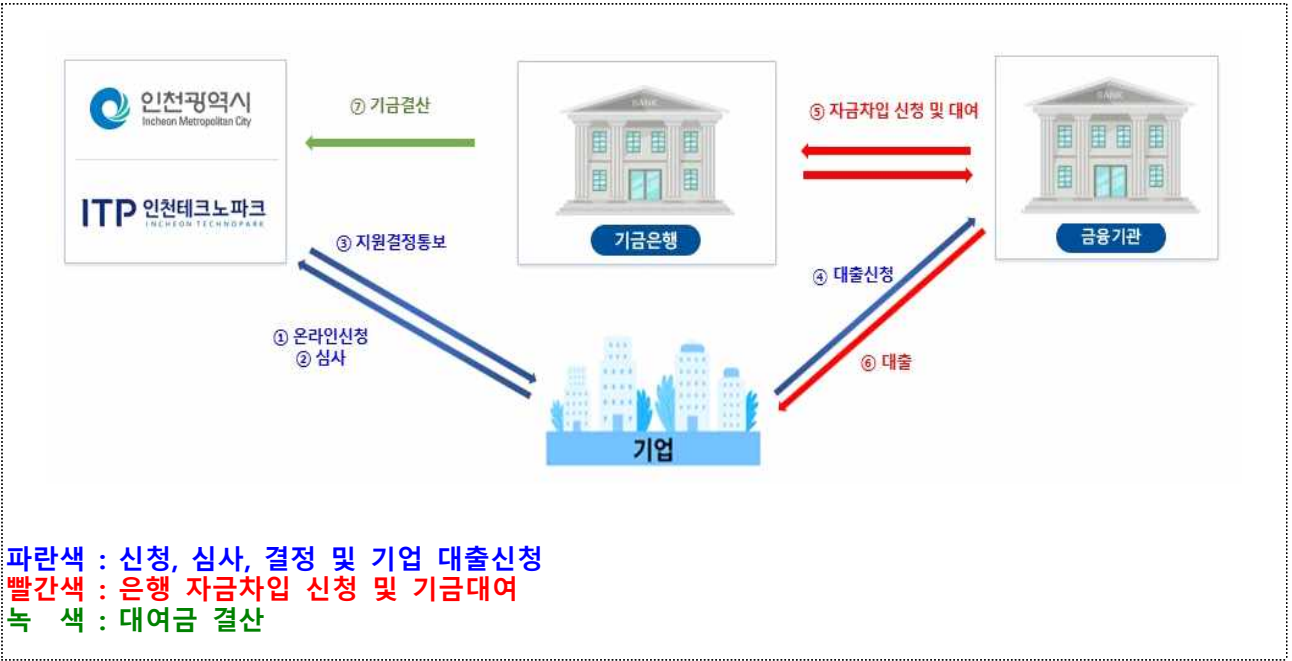 인천광역시
Incheon Metropolitan City
ITP 인천테크노파크
INCHEON TECHNOPARK
⑦ 기금결산
BANK
기금은행
⑤ 자금차입 신청 및 대여
BANK
금융기관
③ 지원결정통보
① 온라인신청
② 심사
④ 대출신청
⑥ 대출
기업
파란색 : 신청, 심사, 결정 및 기업 대출신청
빨간색 : 은행 자금차입 신청 및 기금대여
녹 색 : 대여금 결산